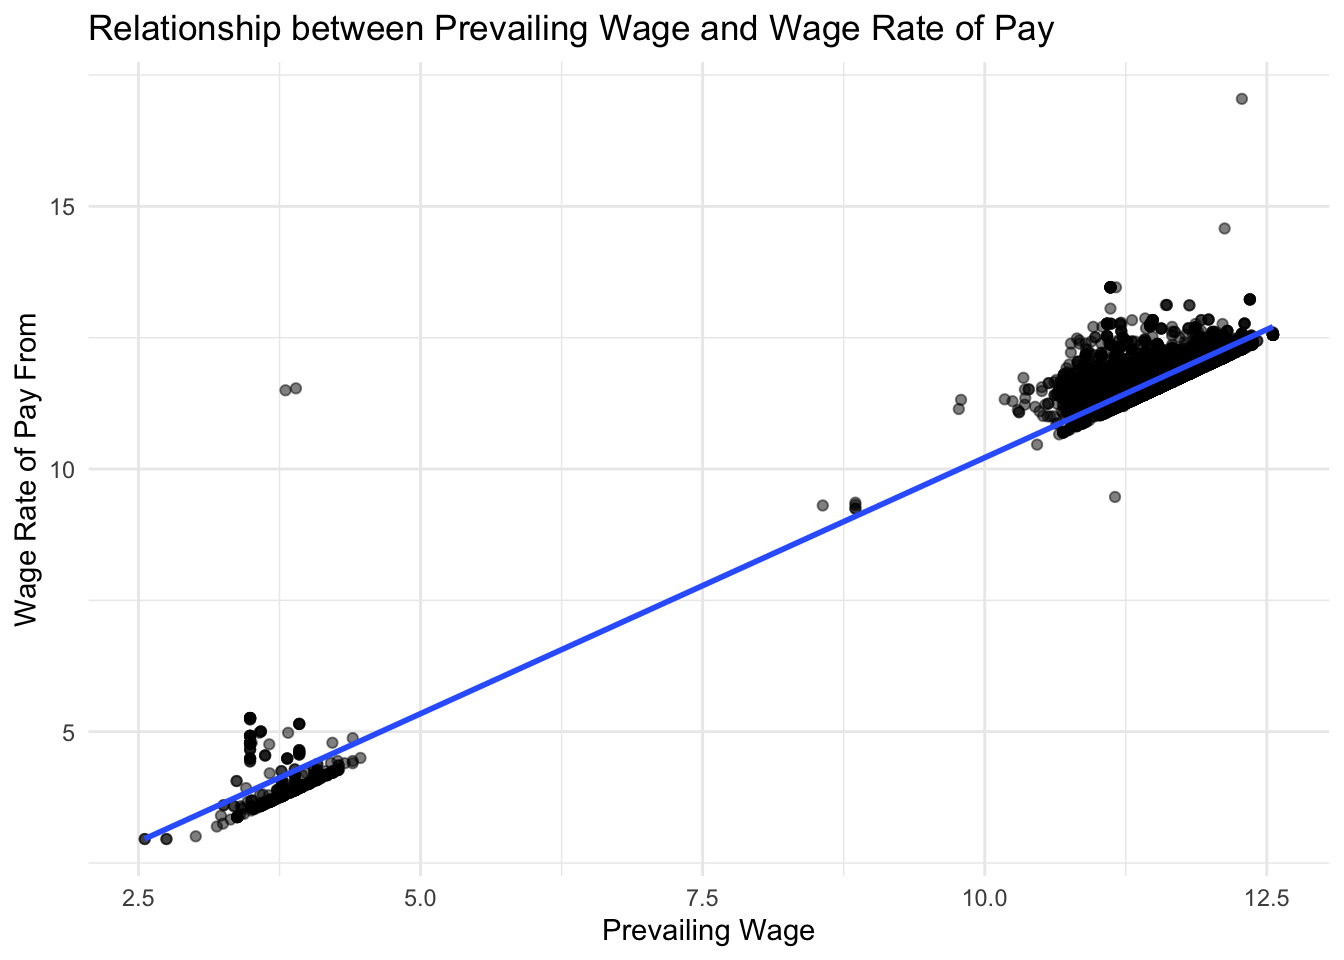 Relationship between Prevailing Wage and Wage Rate of Pay
Wage Rate of Pay From
15
10
5
2.5 5.0 7.5 10.0 12.5
Prevailing Wage